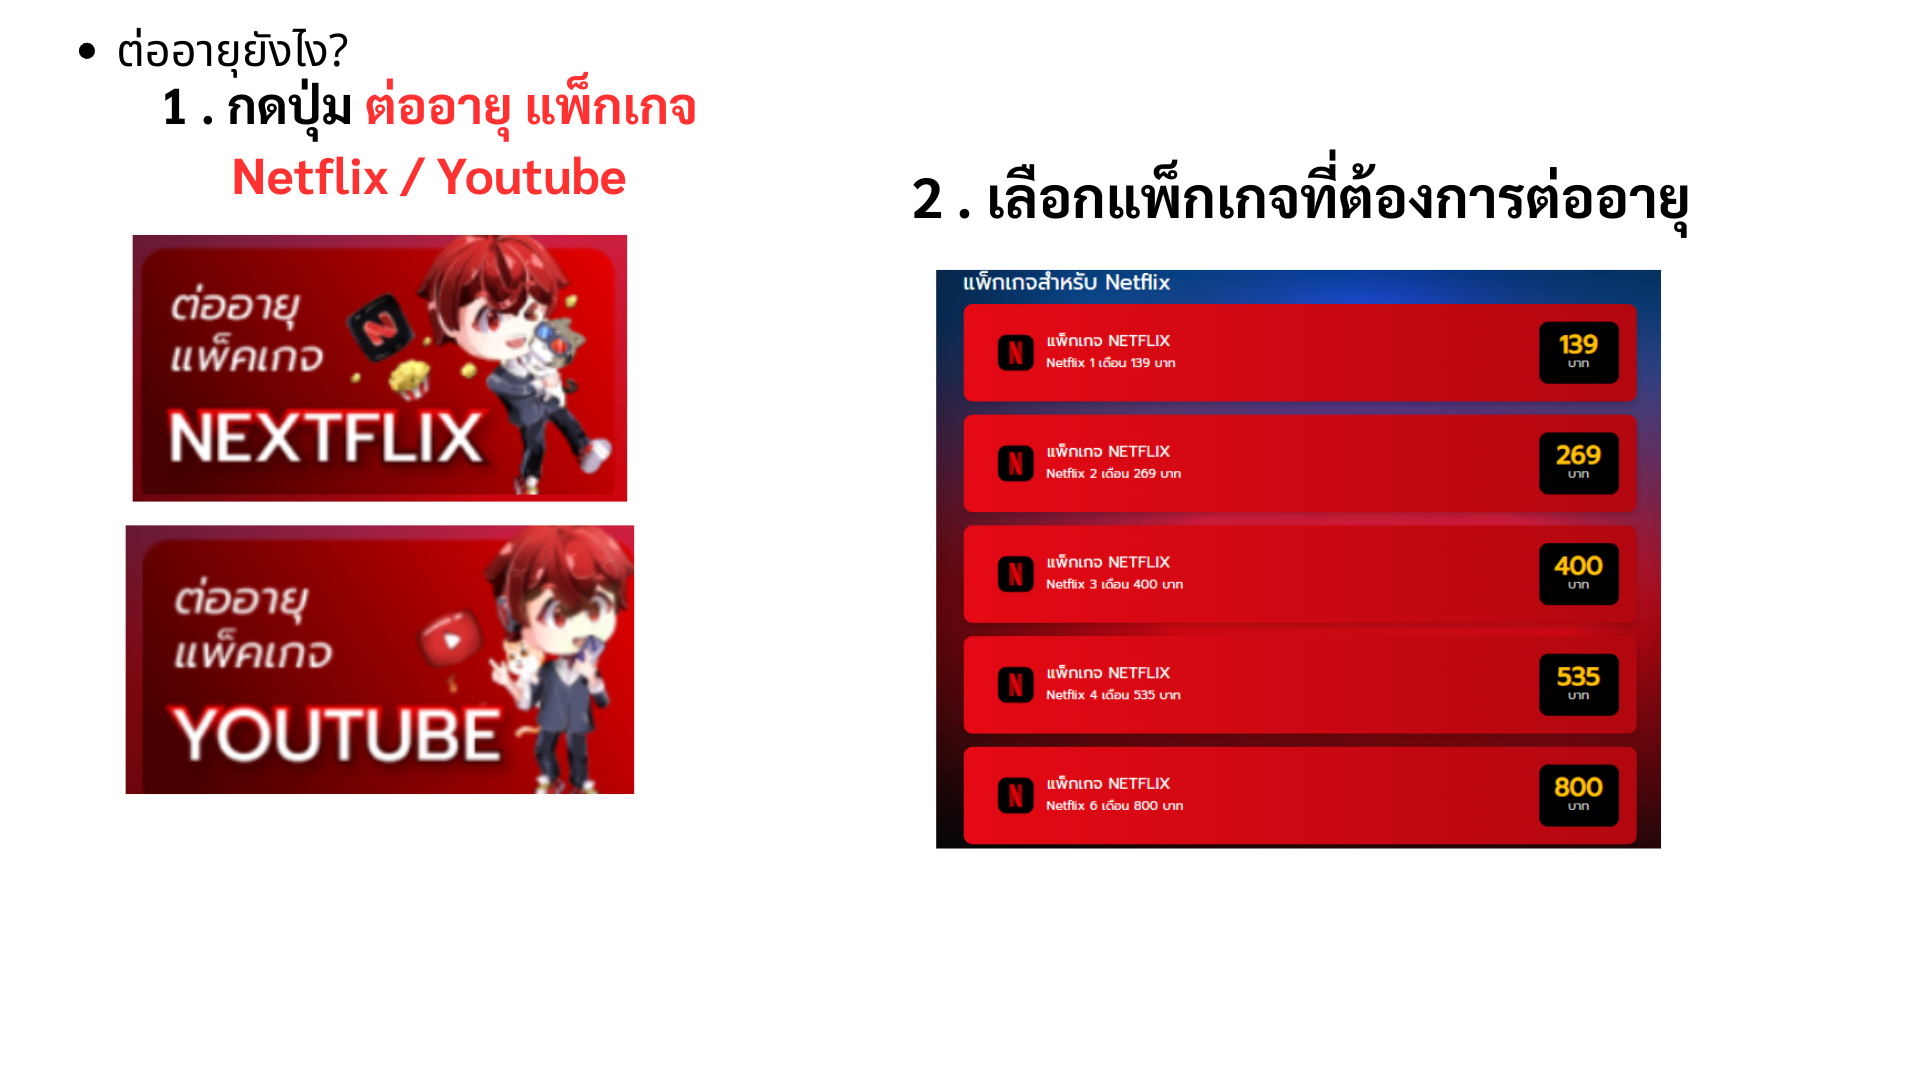 ต่ออายุยังไง?
1 . กดปุ่ม ต่ออายุ แพ็กเกจ
Netflix / Youtube
ต่ออายุ
แพ็คเกจ
NEXTFLIX
ต่ออายุ
แพ็คเกจ
YOUTUBE
2 . เลือกแพ็กเกจที่ต้องการต่ออายุ
แพ็กเกจสำหรับ Netflix
แพ็กเกจ NETFLIX
Netflix 1 เดือน 139 บาท
139
บาท
แพ็กเกจ NETFLIX
Netflix 2 เดือน 269 บาท
269
บาท
แพ็กเกจ NETFLIX
Netflix 3 เดือน 400 บาท
400
บาท
แพ็กเกจ NETFLIX
Netflix 4 เดือน 535 บาท
535
บาท
แพ็กเกจ NETFLIX
Netflix 6 เดือน 800 บาท
800
บาท